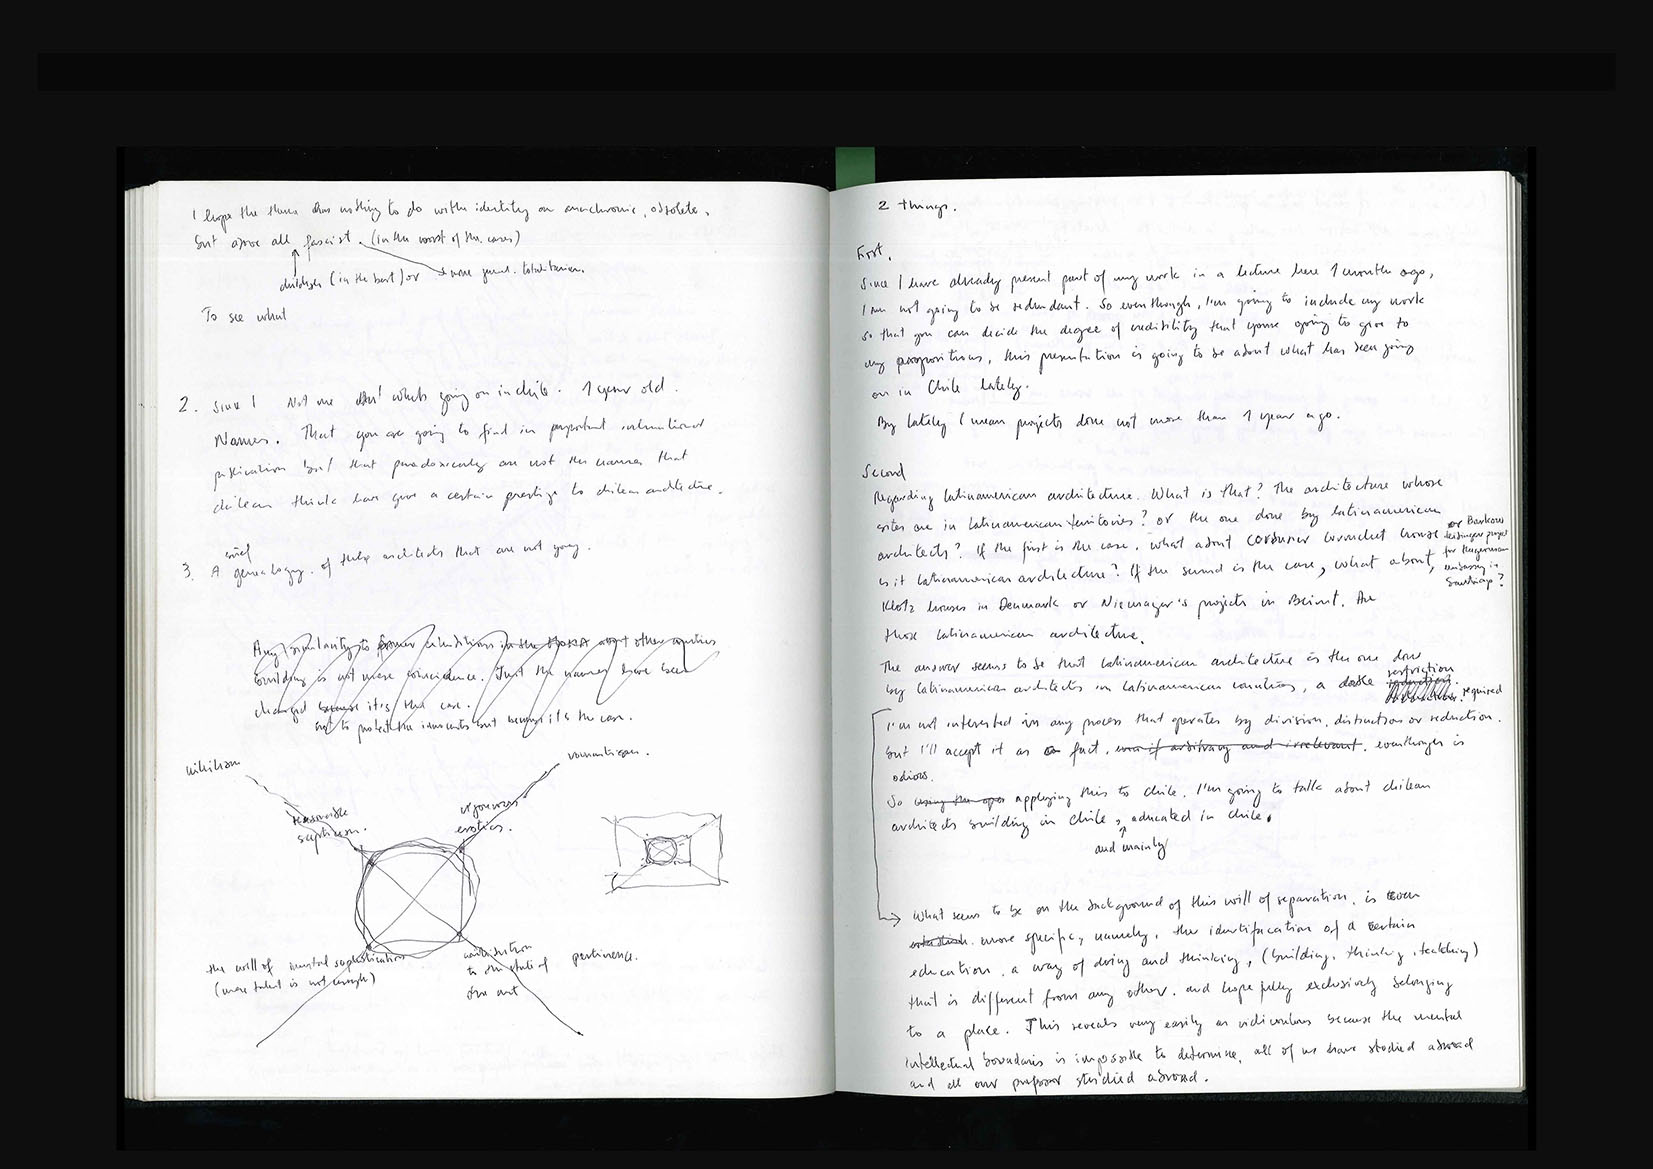 I hope the theme has nothing to do with identity an anachronic, obsolete,
but above all fascist. (in the worst of the cases)
childish (in the best) or more general. totalitarian.
To see what
2. Since I Not me but what's going on in chile. 1 year old.
Names. That you are going to find in important international
publications but that paradoxically are not the names that
chilean think have give a certain prestige to chilean architecture.
brief
3. A genealogy. of these architects that are not young.
Any similarity to former exhibitions in the MOMA about other countries
building is not mere coincidence. Just the names have been
changed because it's the case.
not to protect the innocents but because it's the case.
nihilism
romanticism.
reasonable
scepticism.
vigourous
erotics.
the will of mental sophistication
(mere talent is not enough)
contribution
to the state of
the art
pertinence.
2 things.
First.
Since I have already present part of my work in a lecture here 1 month ago,
I am not going to be redundant. So eventhough, I'm going to include my work
so that you can decide the degree of credibility that youre going to give to
my propositions, this presentation is going to be about what has been going
on in Chile lately.
By lately I mean projects done not more than 1 year ago.
Second
Regarding latinamerican architecture. What is that? The architecture whose
sites are in latinamerican territories? or the one done by latinamerican
architects? If the first is the case, what about corbusier curutchet house
or Barkow
leibinger project
for the german
embassy in
Santiago?
is it latinamerican architecture? If the second is the case, what about,
Klotz houses in Denmark or Niemayer's projects in Beirut. Are
those latinamerican architecture.
The answer seems to be that latinamerican architecture is the one done
by latinamerican architects in latinamerican countries, a double reduction.
restriction
required
I'm not interested in any process that operates by division, distinction or reduction.
but I'll accept it as a fact, even if arbitrary and irrelevant. eventhough is
odious.
So using the applying this to chile. I'm going to talk about chilean
architects building in chile, educated in chile.
and mainly
What seems to be on the background of this will of separation, is even
more specific, namely, the identification of a certain
education, a way of doing and thinking, (building, thinking, teatching)
that is different from any other. and hopefully exclusively belonging
to a place. This reveals very easily as ridiculous because the mental
intellectual boundaries is impossible to determine. all of us have studied abroad
and all our profesor studied abroad.